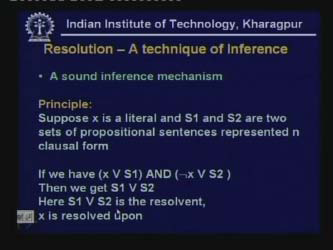 Indian Institute of Technology, Kharagpur
Resolution – A technique of Inference
• A sound inference mechanism
Principle:
Suppose x is a literal and S1 and S2 are two
sets of propositional sentences represented n
clausal form
If we have (x V S1) AND (¬x V S2 )
Then we get S1 V S2
Here S1 V S2 is the resolvent,
x is resolved upon